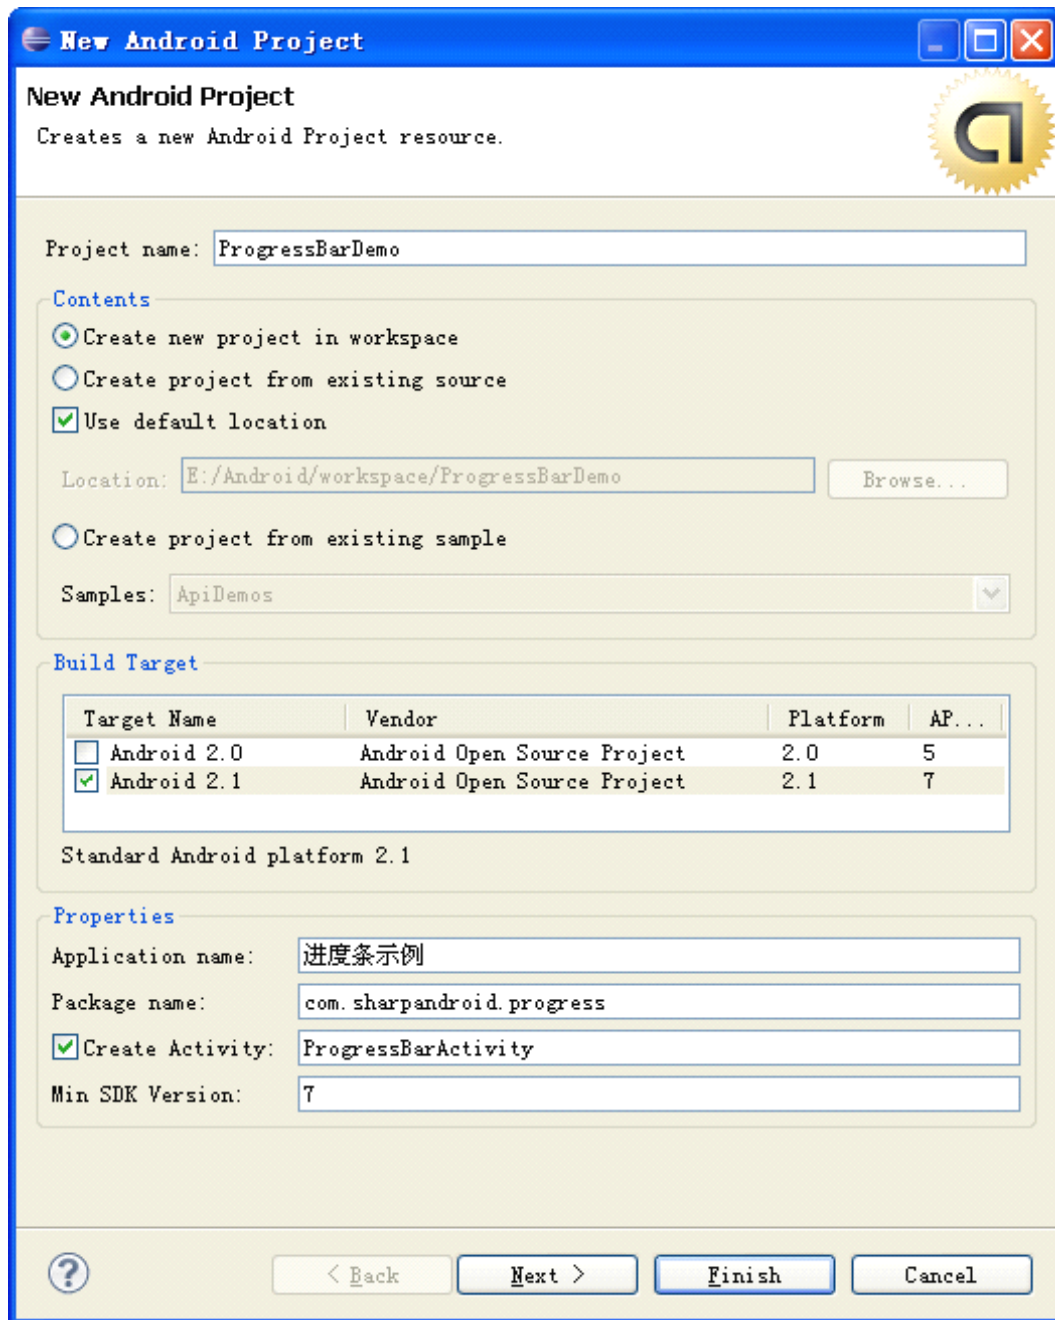 New Android Project
New Android Project
Creates a new Android Project resource.
Project name: ProgressBarDemo
Contents
Create new project in workspace
Create project from existing source
Use default location
Location: E:/Android/workspace/ProgressBarDemo Browse...
Create project from existing sample
Samples: ApiDemos
Build Target
Target Name Vendor Platform AP...
Android 2.0 Android Open Source Project 2.0 5
Android 2.1 Android Open Source Project 2.1 7
Standard Android platform 2.1
Properties
Application name: 进度条示例
Package name: com.sharpandroid.progress
Create Activity: ProgressBarActivity
Min SDK Version: 7
? < Back Next > Finish Cancel